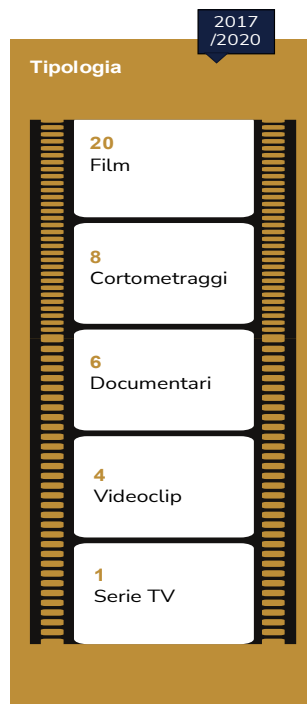 2017
/2020
Tipologia
20
Film
8
Cortometraggi
6
Documentari
4
Videoclip
1
Serie TV